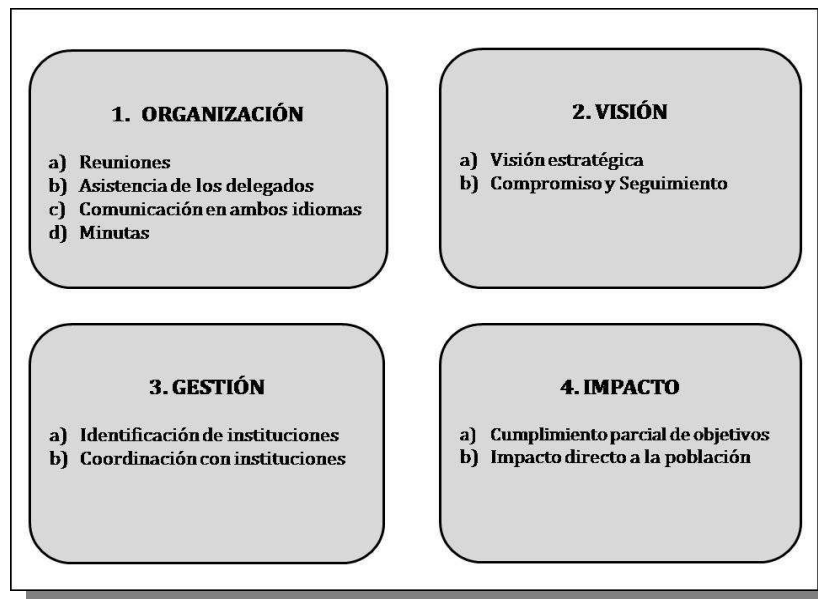 1. ORGANIZACIÓN
a) Reuniones
b) Asistencia de los delegados
c) Comunicación en ambos idiomas
d) Minutas
2. VISIÓN
a) Visión estratégica
b) Compromiso y Seguimiento
3. GESTIÓN
a) Identificación de instituciones
b) Coordinación con instituciones
4. IMPACTO
a) Cumplimiento parcial de objetivos
b) Impacto directo a la población